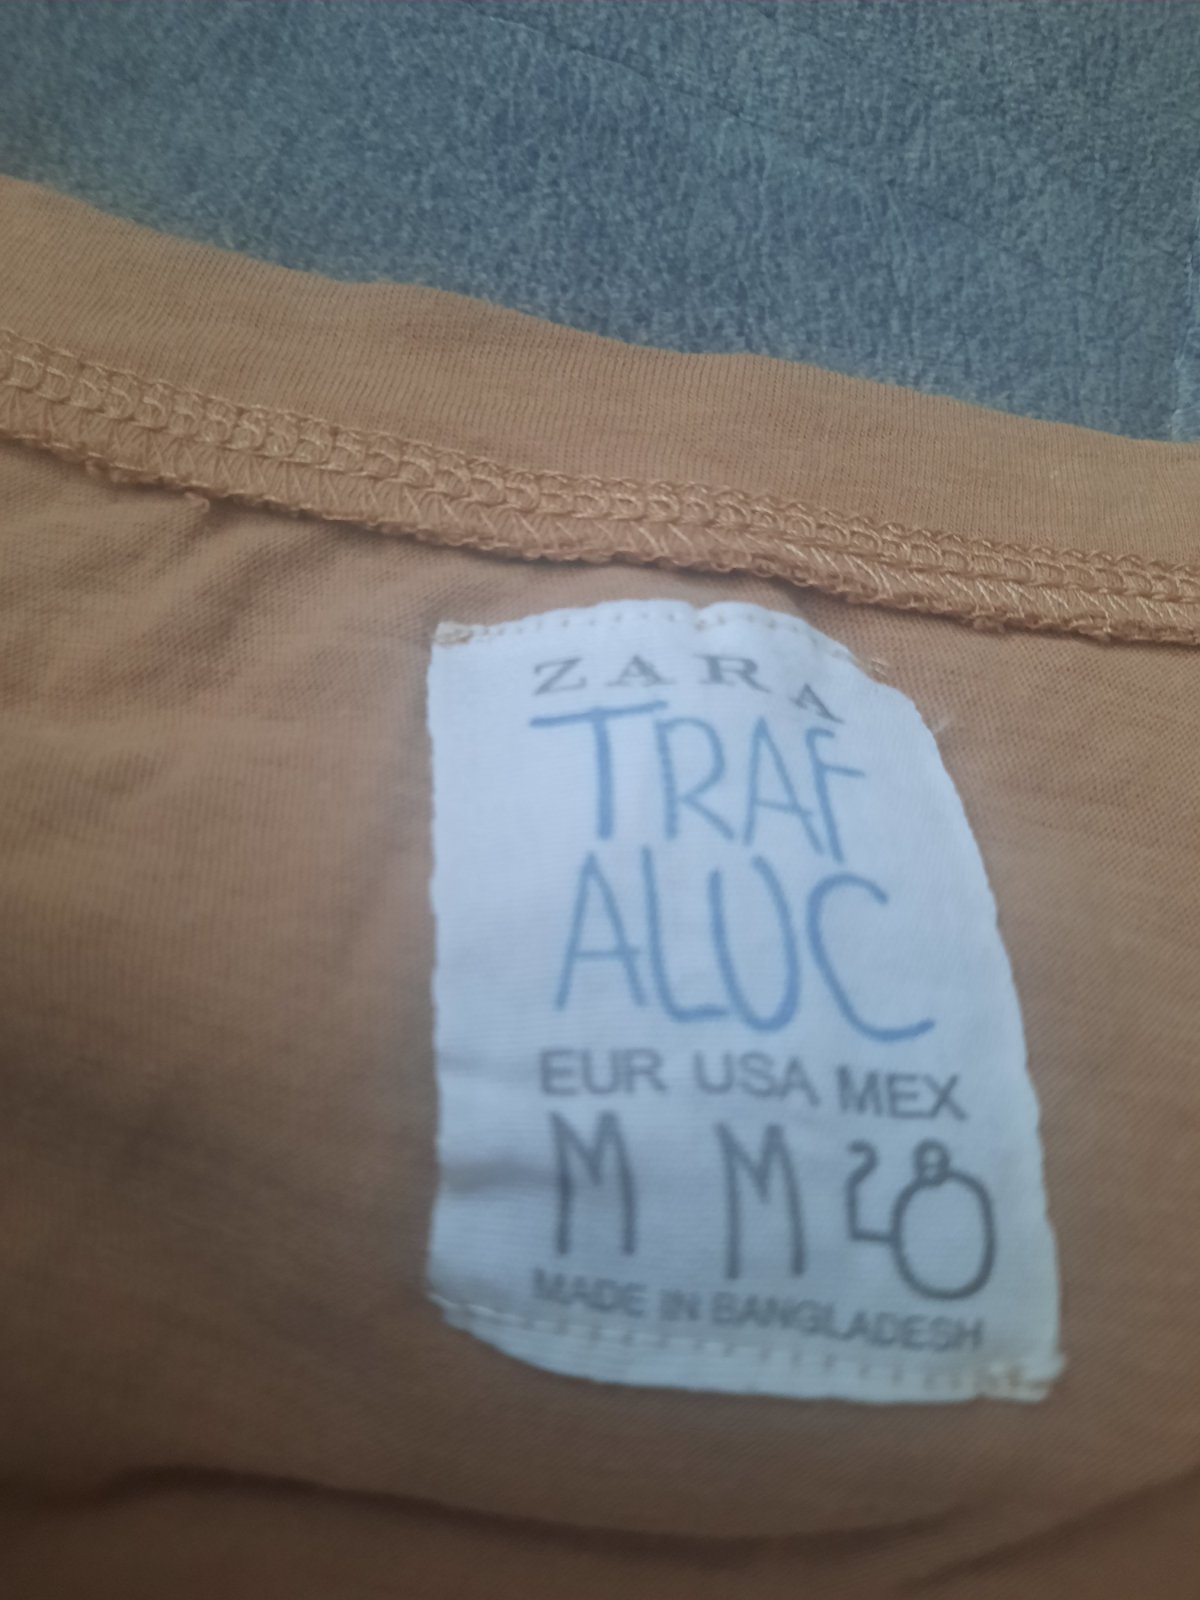 ZARA
TRAF
ALUC
EUR USA MEX
M M 28
MADE IN BANGLADESH